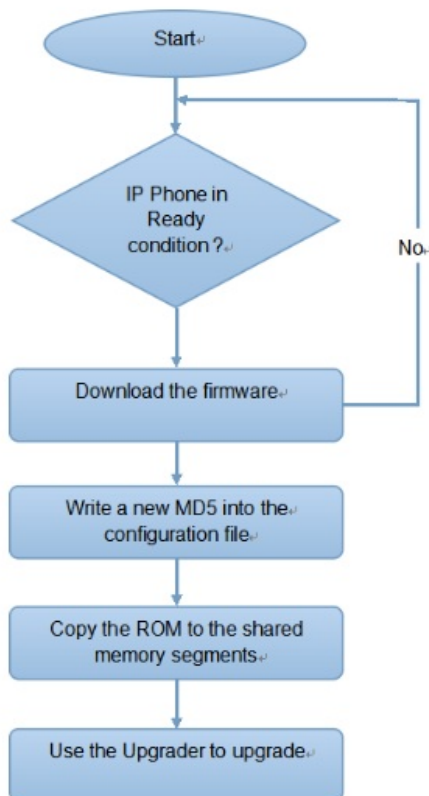 Start
IP Phone in
Ready
condition?
No
Download the firmware
Write a new MD5 into the
configuration file
Copy the ROM to the shared
memory segments
Use the Upgrader to upgrade